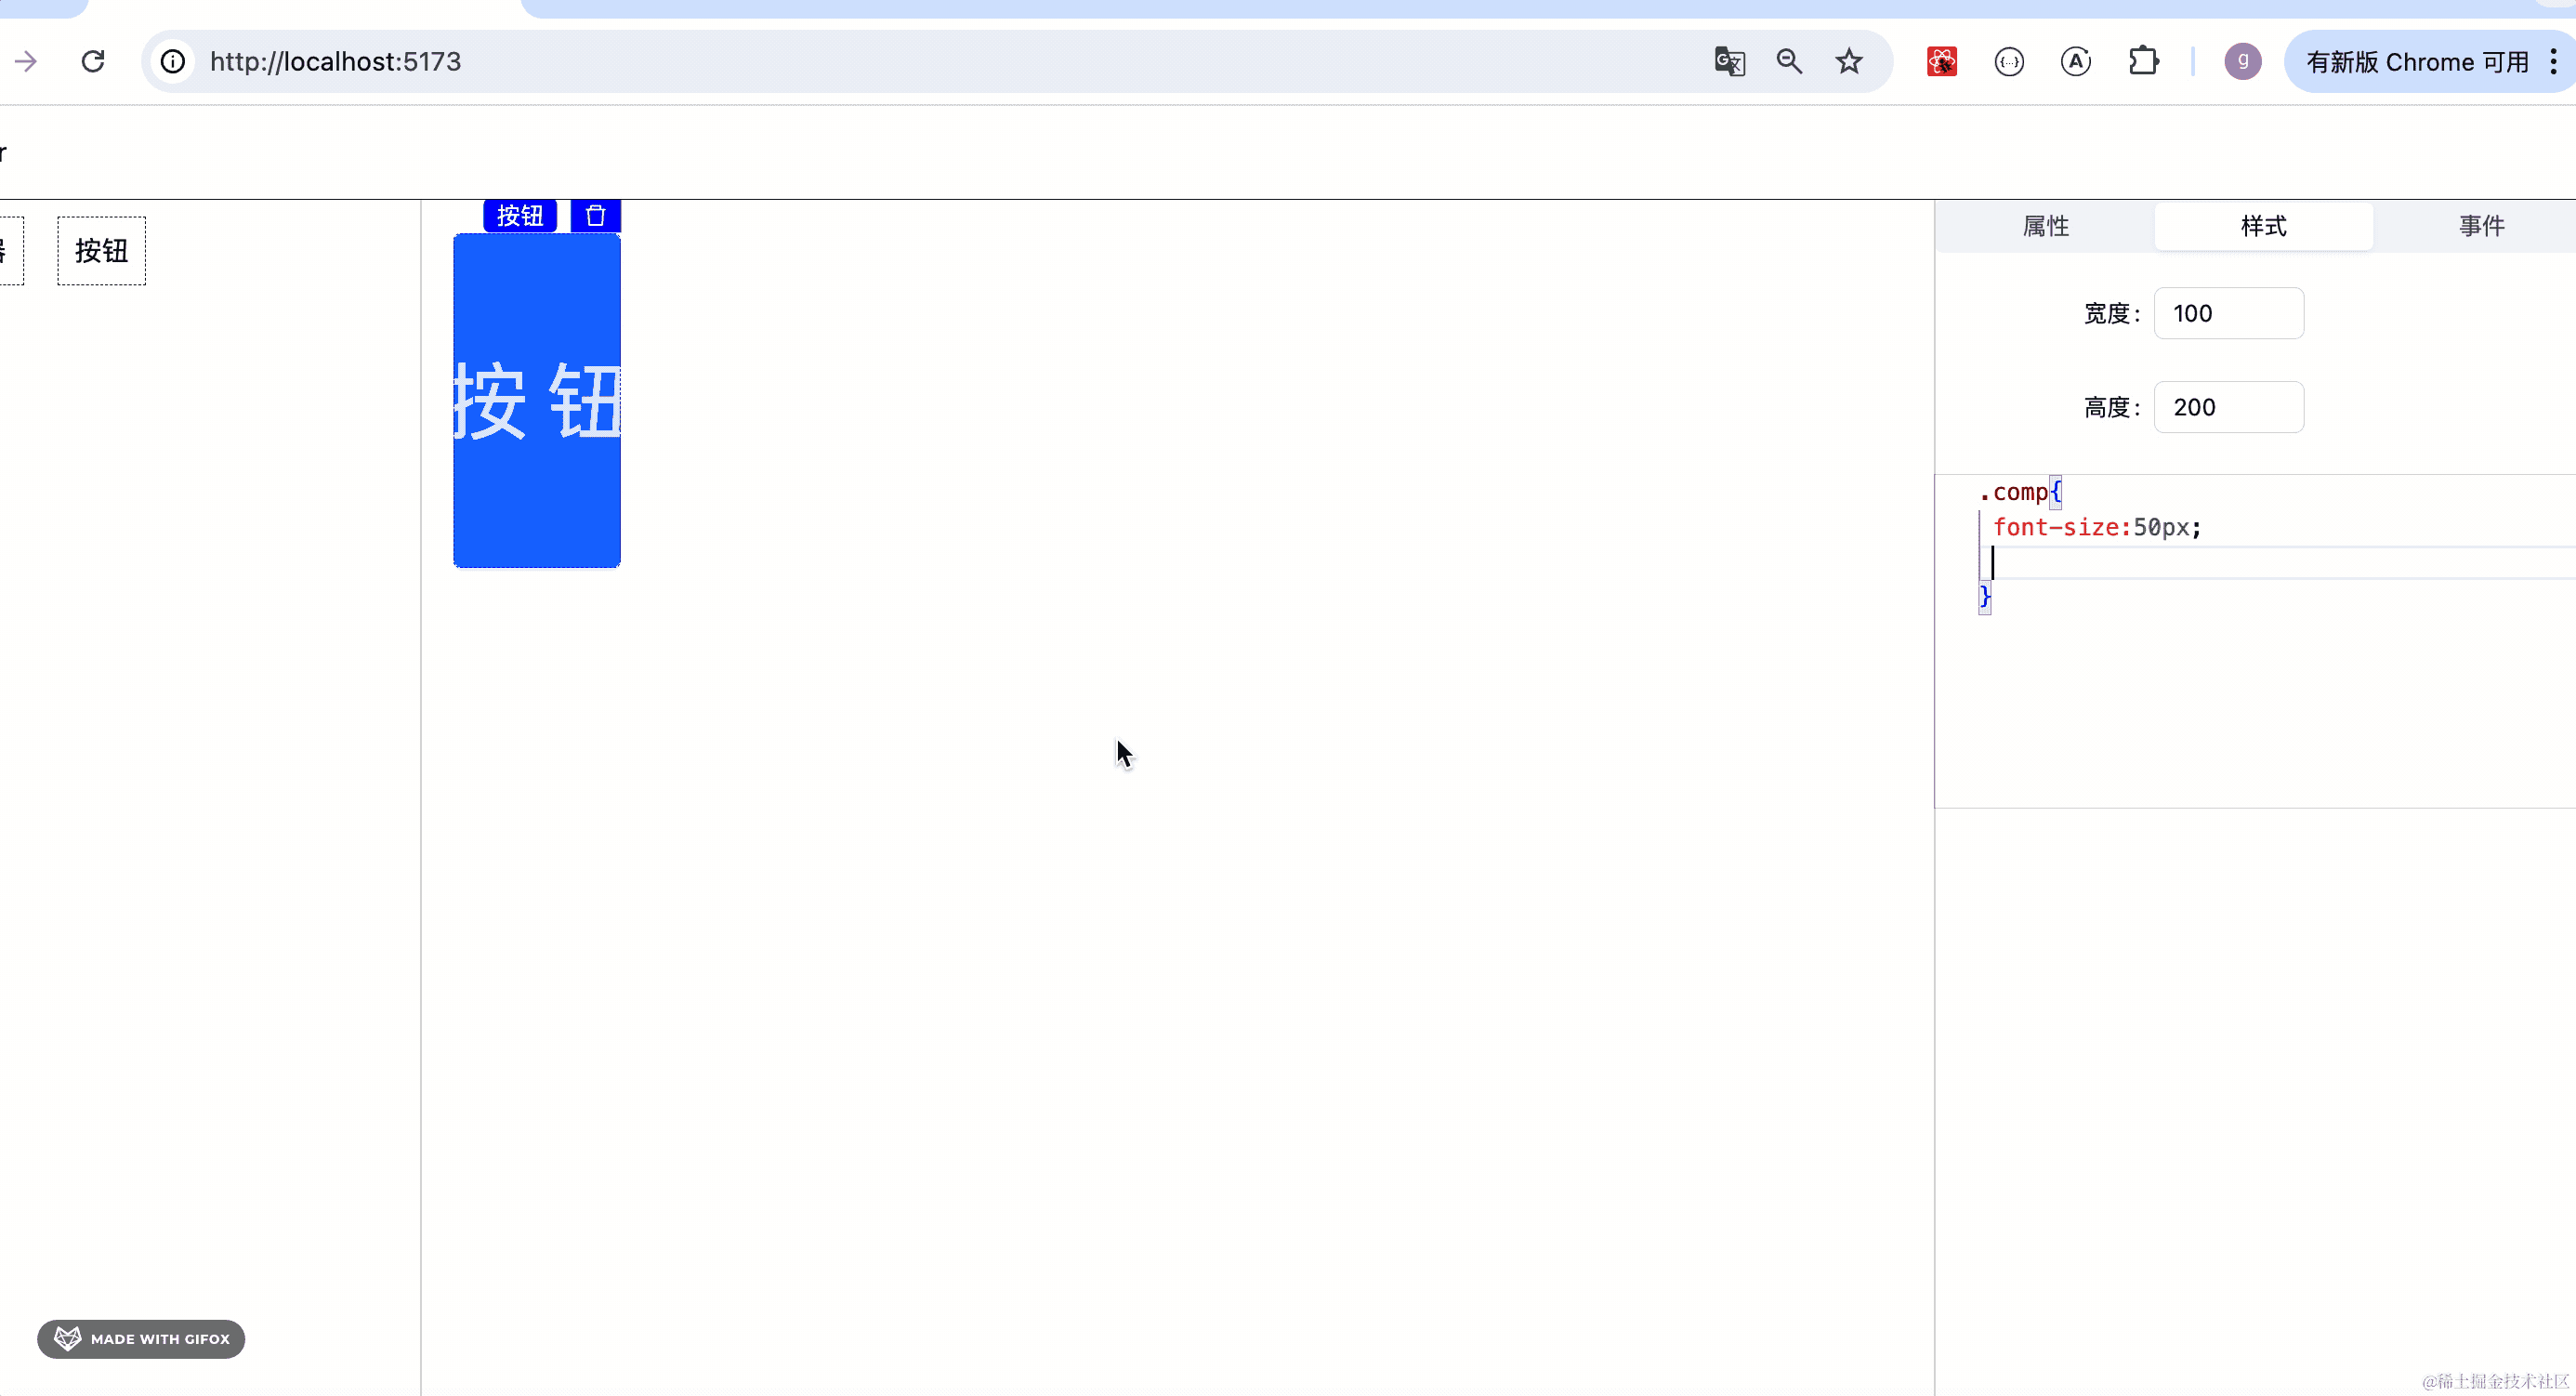 http://localhost:5173
g
有新版 Chrome 可用
r
器
按钮
按钮
按 钮
属性
样式
事件
宽度: 100
高度: 200
.comp{
font-size:50px;
}
MADE WITH GIFOX
@稀土掘金技术社区